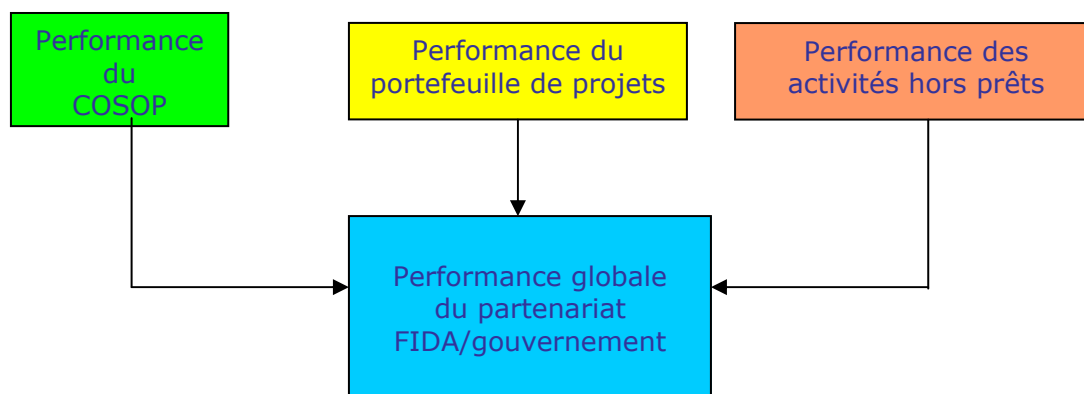 Performance
du
COSOP
Performance du
portefeuille de projets
Performance des
activités hors prêts
Performance globale
du partenariat
FIDA/gouvernement